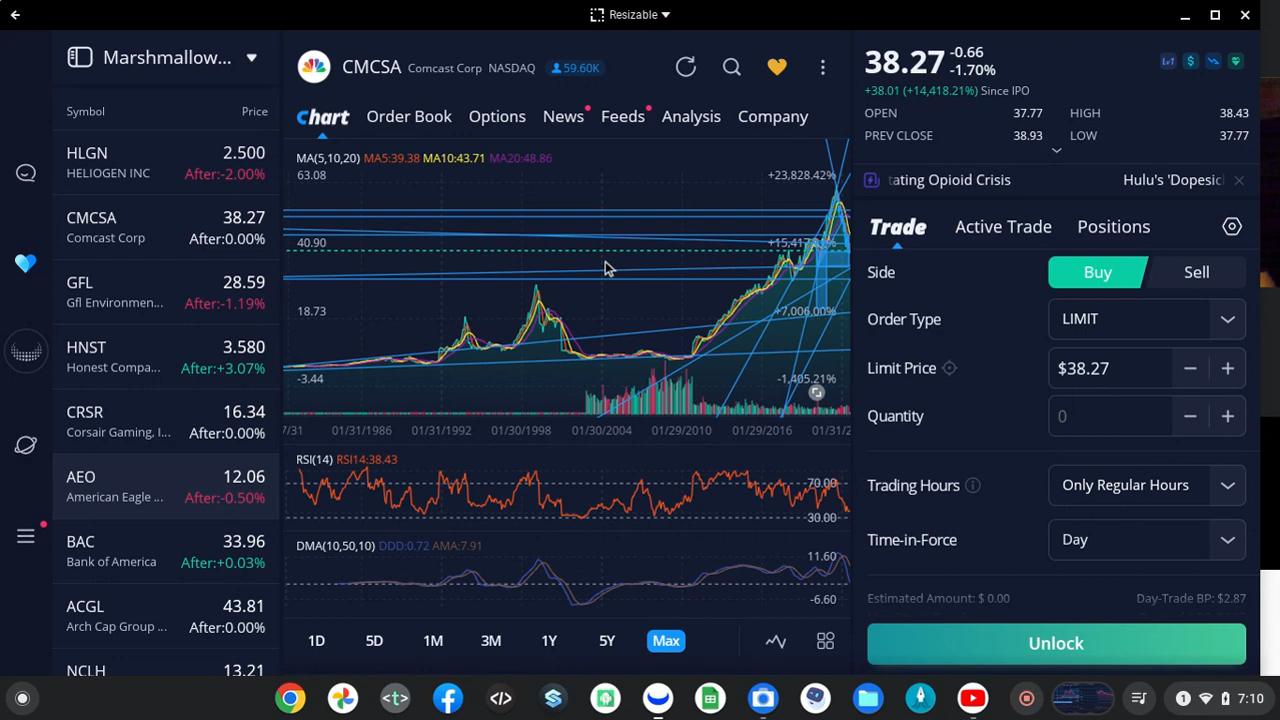 Resizable
Marshmallow...
Symbol Price
HLGN 2.500
HELIOGEN INC After:-2.00%
CMCSA 38.27
Comcast Corp After:0.00%
GFL 28.59
Gfl Environmen... After:-1.19%
HNST 3.580
Honest Compa... After:+3.07%
CRSR 16.34
Corsair Gaming, I... After:0.00%
AEO 12.06
American Eagle ... After:-0.50%
BAC 33.96
Bank of America After:+0.03%
ACGL 43.81
Arch Cap Group ... After:0.00%
NCLH 13.21
CMCSA Comcast Corp NASDAQ 59.60K
Chart Order Book Options News Feeds Analysis Company
MA(5,10,20) MA5:39.38 MA10:43.71 MA20:48.86
63.08 +23,828.42%
40.90
18.73 +7,006.00%
-3.44 -1,405.21%
7/31 01/31/1986 01/31/1992 01/30/1998 01/30/2004 01/29/2010 01/29/2016 01/31/2
RSI(14) RSI14:38.43
70.00
30.00
DMA(10,50,10) DDD:0.72 AMA:7.91
11.60
-6.60
1D 5D 1M 3M 1Y 5Y Max
38.27 -0.66
-1.70%
+38.01 (+14,418.21%) Since IPO
Lv1 $
OPEN 37.77 HIGH 38.43
PREV CLOSE 38.93 LOW 37.77
tating Opioid Crisis Hulu's 'Dopesic
Trade Active Trade Positions
Side Buy Sell
Order Type LIMIT
Limit Price $38.27
Quantity 0
Trading Hours Only Regular Hours
Time-in-Force Day
Estimated Amount: $ 0.00 Day-Trade BP: $2.87
Unlock
1 7:10